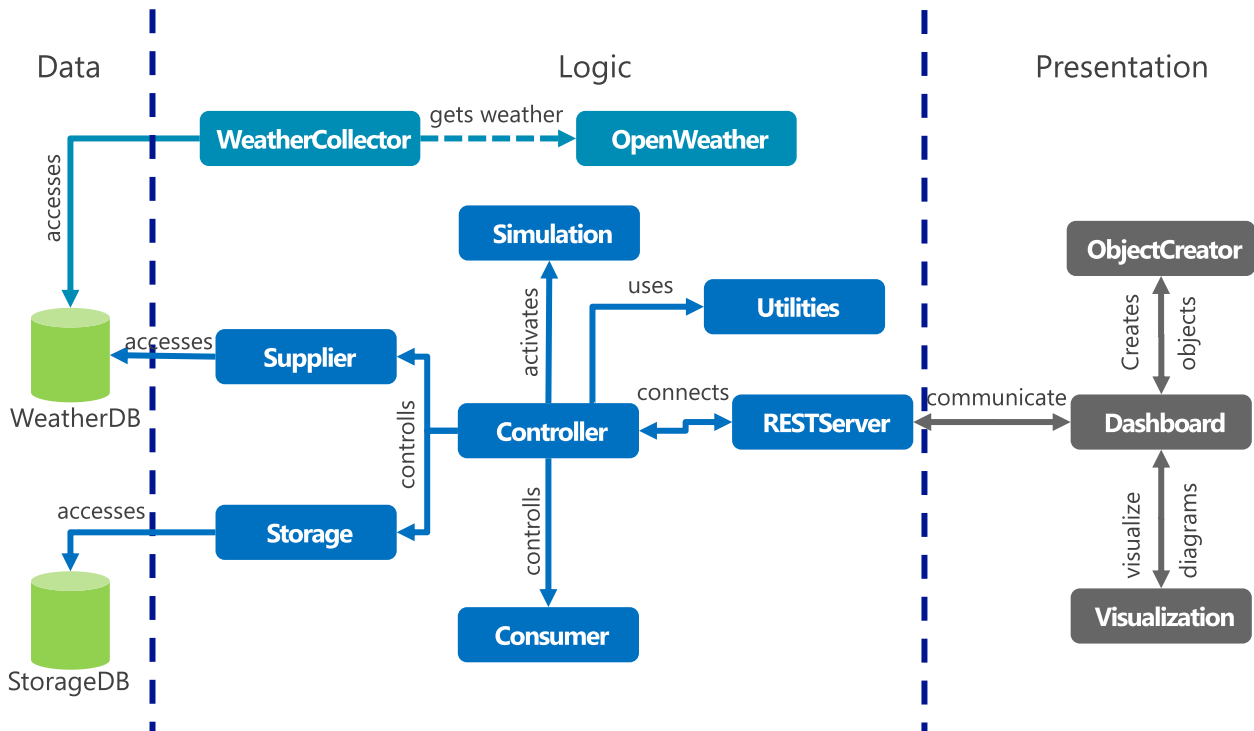 Data
Logic
Presentation
gets weather
WeatherCollector
OpenWeather
accesses
Simulation
ObjectCreator
uses
Utilities
activates
Creates
objects
accesses
Supplier
WeatherDB
connects
communicate
Controller
RESTServer
Dashboard
controlls
accesses
Storage
controlls
visualize
diagrams
Consumer
Visualization
StorageDB